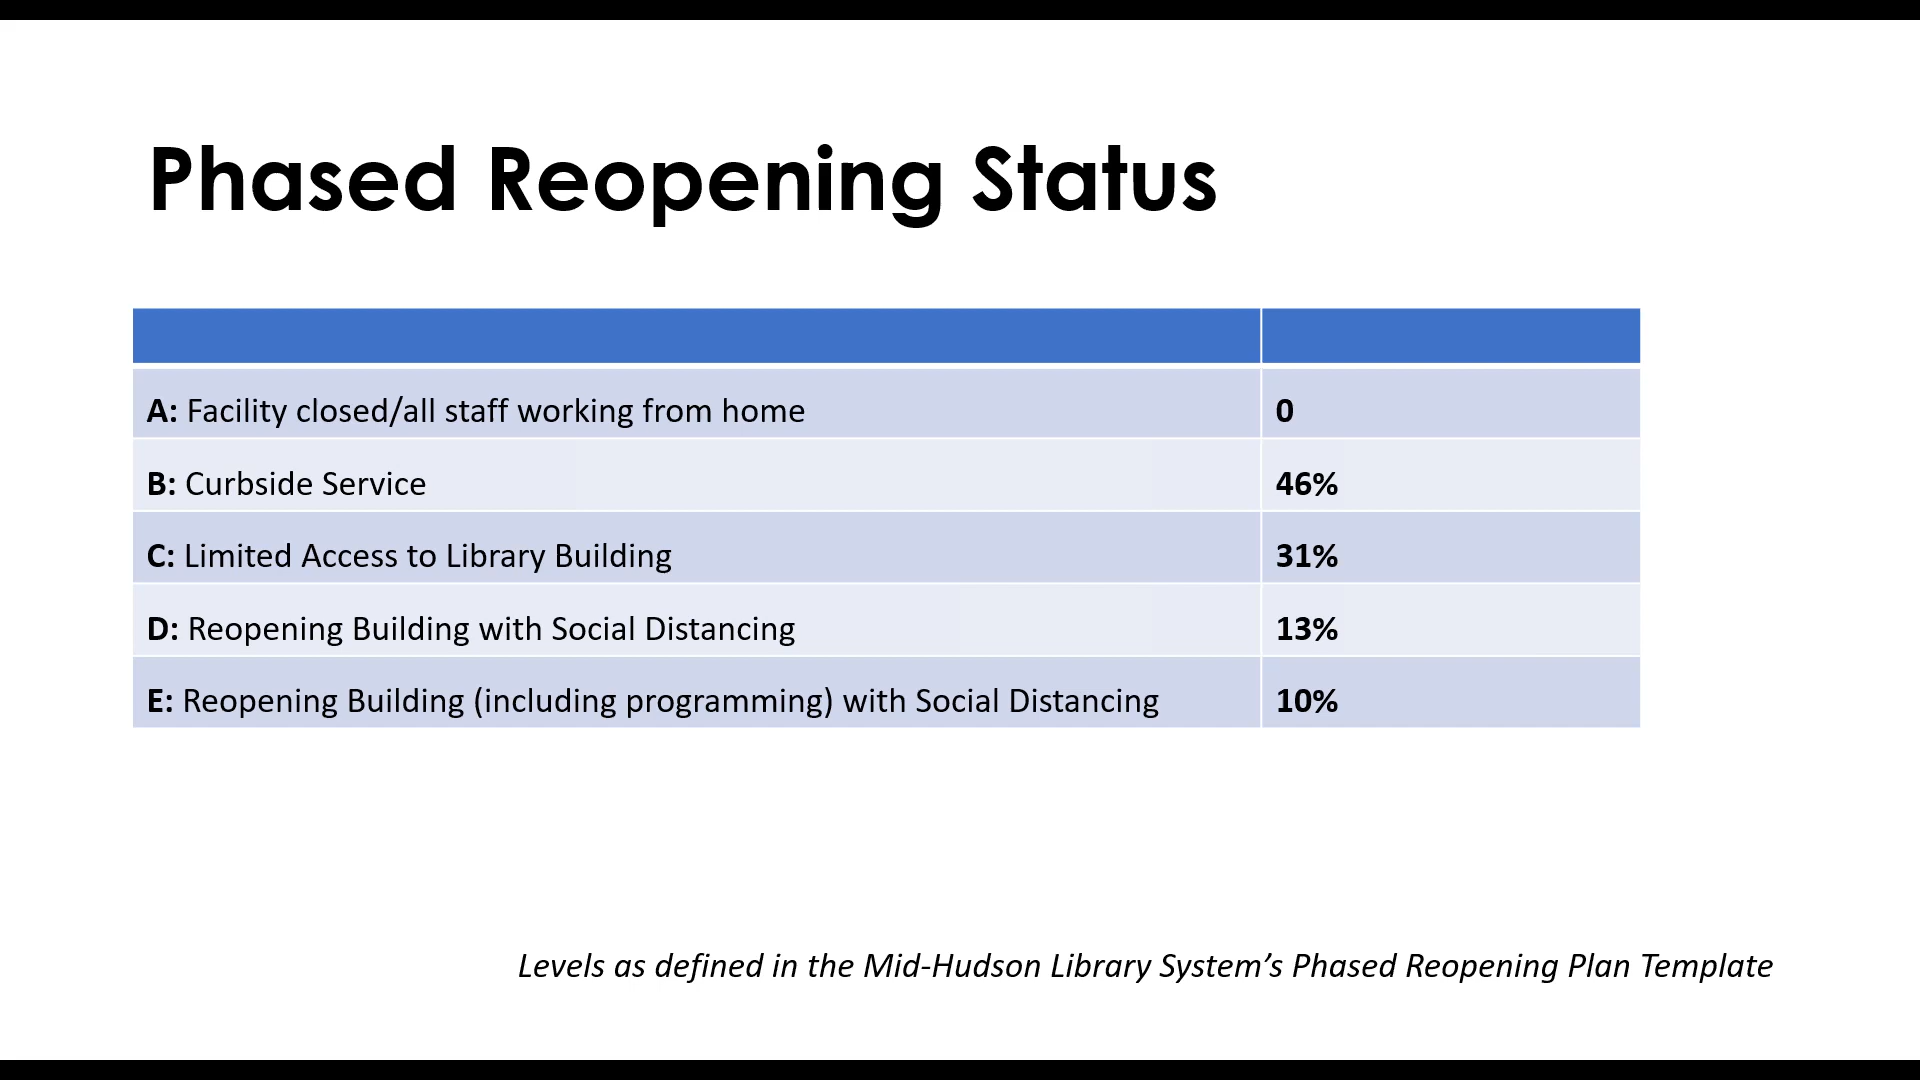 Phased Reopening Status
A: Facility closed/all staff working from home 0
B: Curbside Service 46%
C: Limited Access to Library Building 31%
D: Reopening Building with Social Distancing 13%
E: Reopening Building (including programming) with Social Distancing 10%
Levels as defined in the Mid-Hudson Library System’s Phased Reopening Plan Template